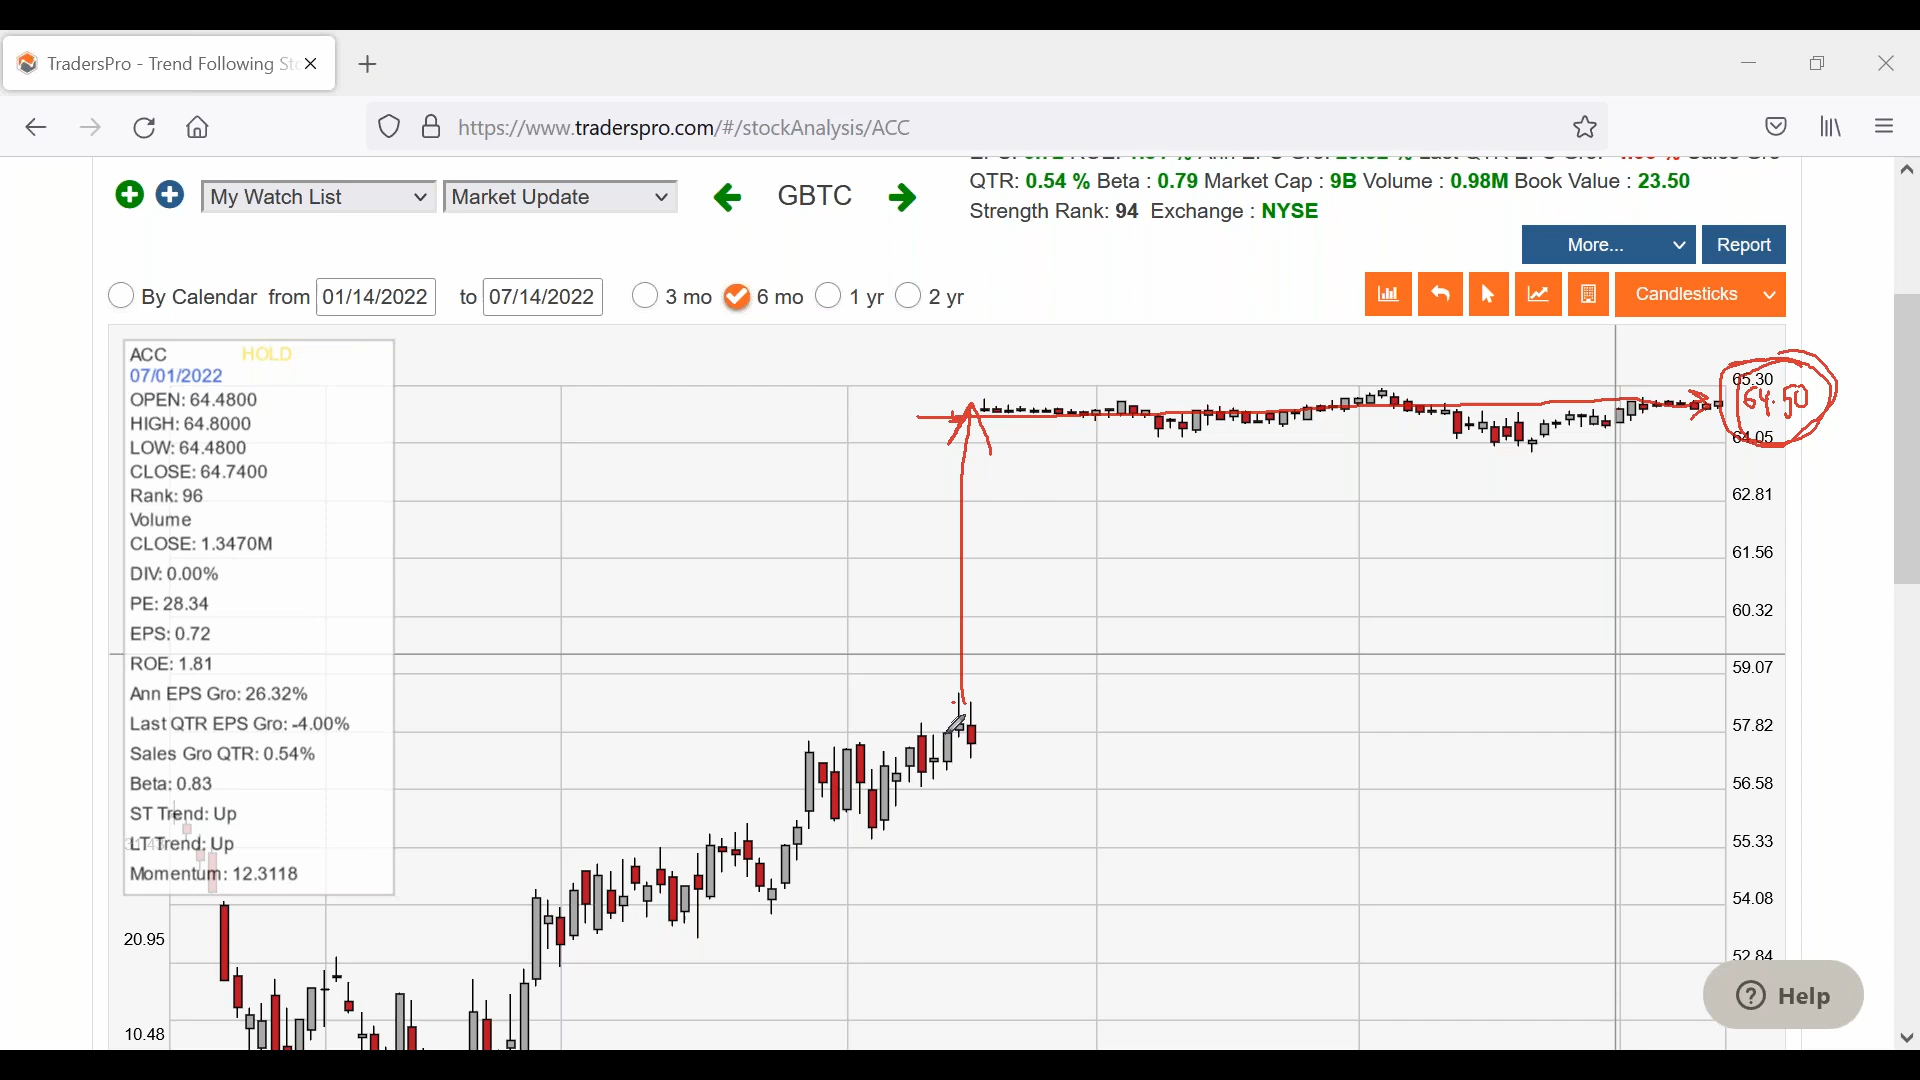 TradersPro - Trend Following St
https://www.traderspro.com/#/stockAnalysis/ACC
My Watch List
Market Update
GBTC
QTR: 0.54 % Beta : 0.79 Market Cap : 9B Volume : 0.98M Book Value : 23.50
Strength Rank: 94 Exchange : NYSE
More...
Report
By Calendar from 01/14/2022 to 07/14/2022 3 mo 6 mo 1 yr 2 yr
Candlesticks
ACC HOLD
07/01/2022
OPEN: 64.4800
HIGH: 64.8000
LOW: 64.4800
CLOSE: 64.7400
Rank: 96
Volume
CLOSE: 1.3470M
DIV: 0.00%
PE: 28.34
EPS: 0.72
ROE: 1.81
Ann EPS Gro: 26.32%
Last QTR EPS Gro: -4.00%
Sales Gro QTR: 0.54%
Beta: 0.83
ST Trend: Up
LT Trend: Up
Momentum: 12.3118
20.95
10.48
65.30
64.50
64.05
62.81
61.56
60.32
59.07
57.82
56.58
55.33
54.08
52.84
Help